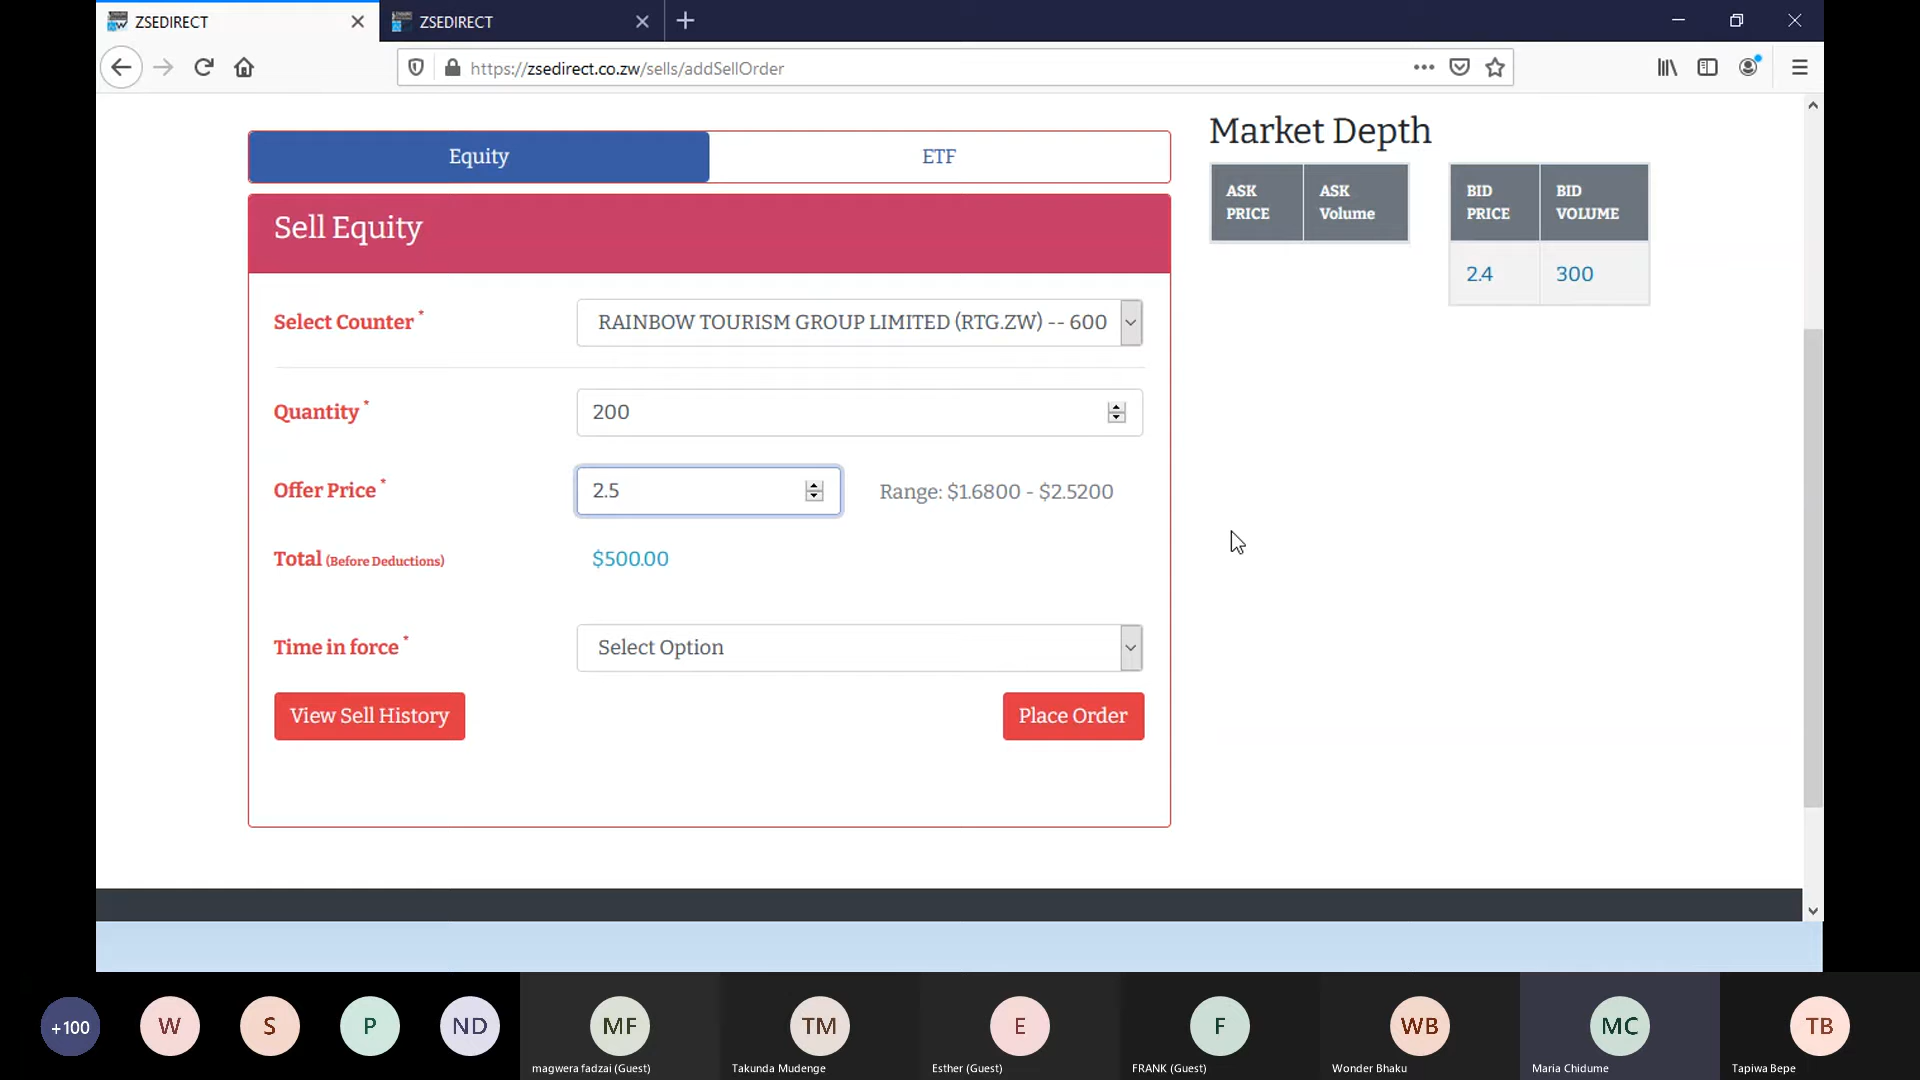 ZSEDIRECT
ZSEDIRECT
https://zsedirect.co.zw/sells/addSellOrder
Equity
ETF
Sell Equity
Select Counter *
RAINBOW TOURISM GROUP LIMITED (RTG.ZW) -- 600
Quantity *
200
Offer Price *
2.5
Range: $1.6800 - $2.5200
Total (Before Deductions)
$500.00
Time in force *
Select Option
View Sell History
Place Order
Market Depth
ASK PRICE
ASK Volume
BID PRICE
BID VOLUME
2.4
300
+100
W
S
P
ND
MF
magwera fadzai (Guest)
TM
Takunda Mudenge
E
Esther (Guest)
F
FRANK (Guest)
WB
Wonder Bhaku
MC
Maria Chidume
TB
Tapiwa Bepe